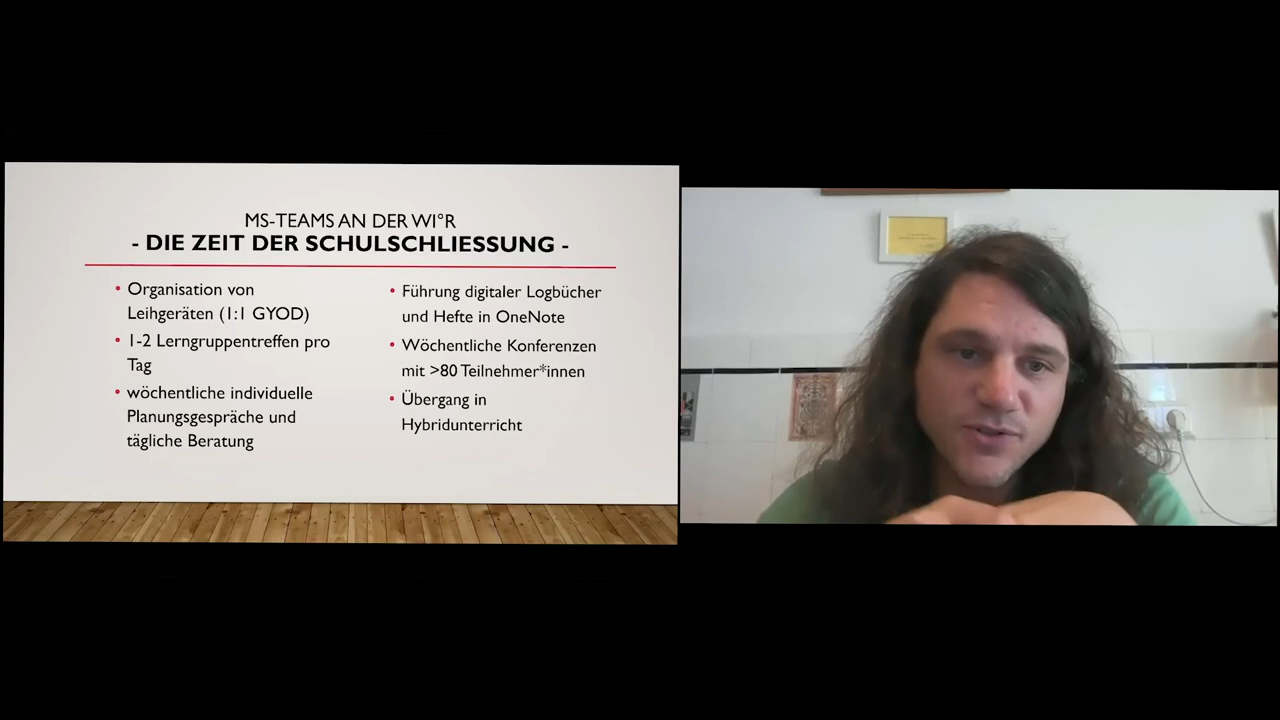 MS-TEAMS AN DER WI°R
- DIE ZEIT DER SCHULSCHLIESSUNG -
• Organisation von
Leihgeräten (1:1 GYOD)
• 1-2 Lerngruppentreffen pro
Tag
• wöchentliche individuelle
Planungsgespräche und
tägliche Beratung
• Führung digitaler Logbücher
und Hefte in OneNote
• Wöchentliche Konferenzen
mit >80 Teilnehmer*innen
• Übergang in
Hybridunterricht